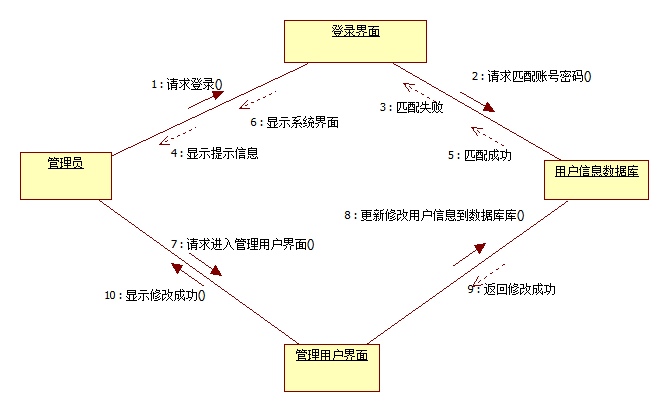 登录界面
1 : 请求登录()
2 : 请求匹配账号密码()
3 : 匹配失败
6 : 显示系统界面
4 : 显示提示信息
5 : 匹配成功
管理员
用户信息数据库
8 : 更新修改用户信息到数据库库()
7 : 请求进入管理用户界面()
10 : 显示修改成功()
9 : 返回修改成功
管理用户界面